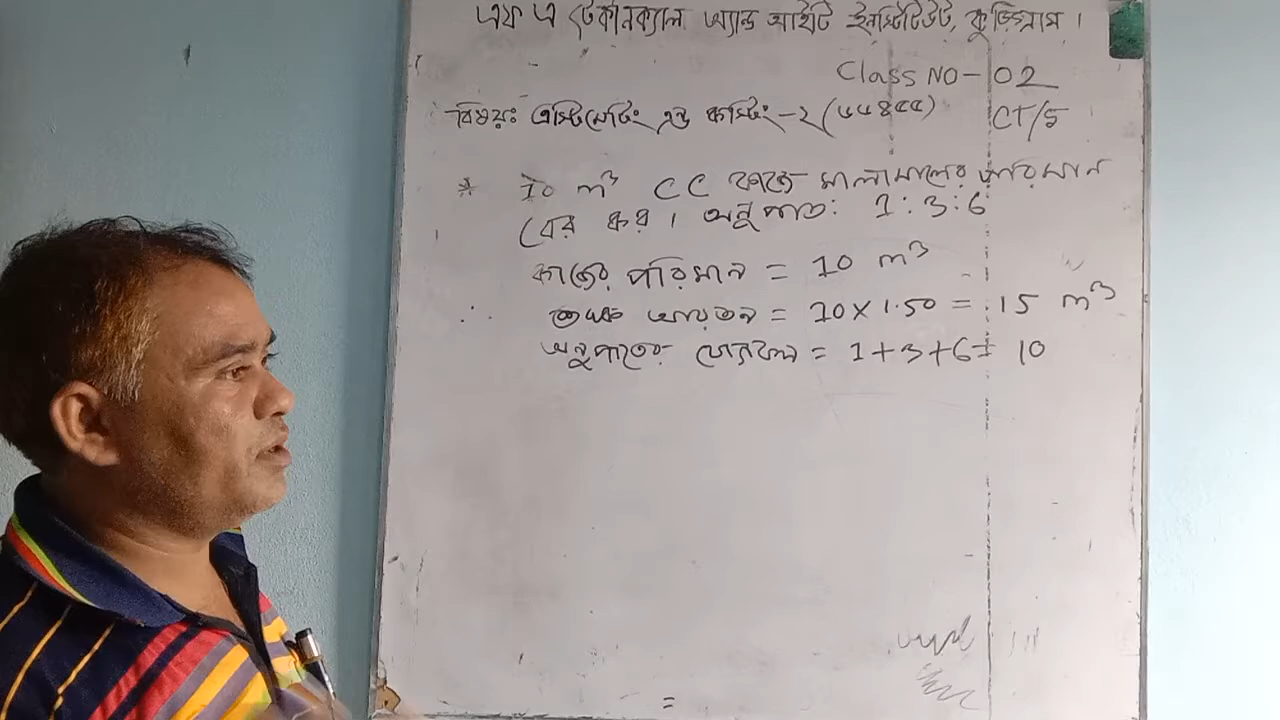 এফ এ টেকনিক্যাল অ্যান্ড আইটি ইনস্টিটিউট, কুড়িগ্রাম।
Class NO - 02
বিষয়ঃ এস্টিমেটিং এন্ড কস্টিং -২ (৬৬৪৫৫) CT/5
* 10 m³ CC কাজে মালামালের পরিমান
বের কর। অনুপাত: 1:3:6
কাজের পরিমান = 10 m³
∴ শুষ্ক আয়তন = 10 × 1.50 = 15 m³
অনুপাতের যোগফল = 1+3+6 = 10
=